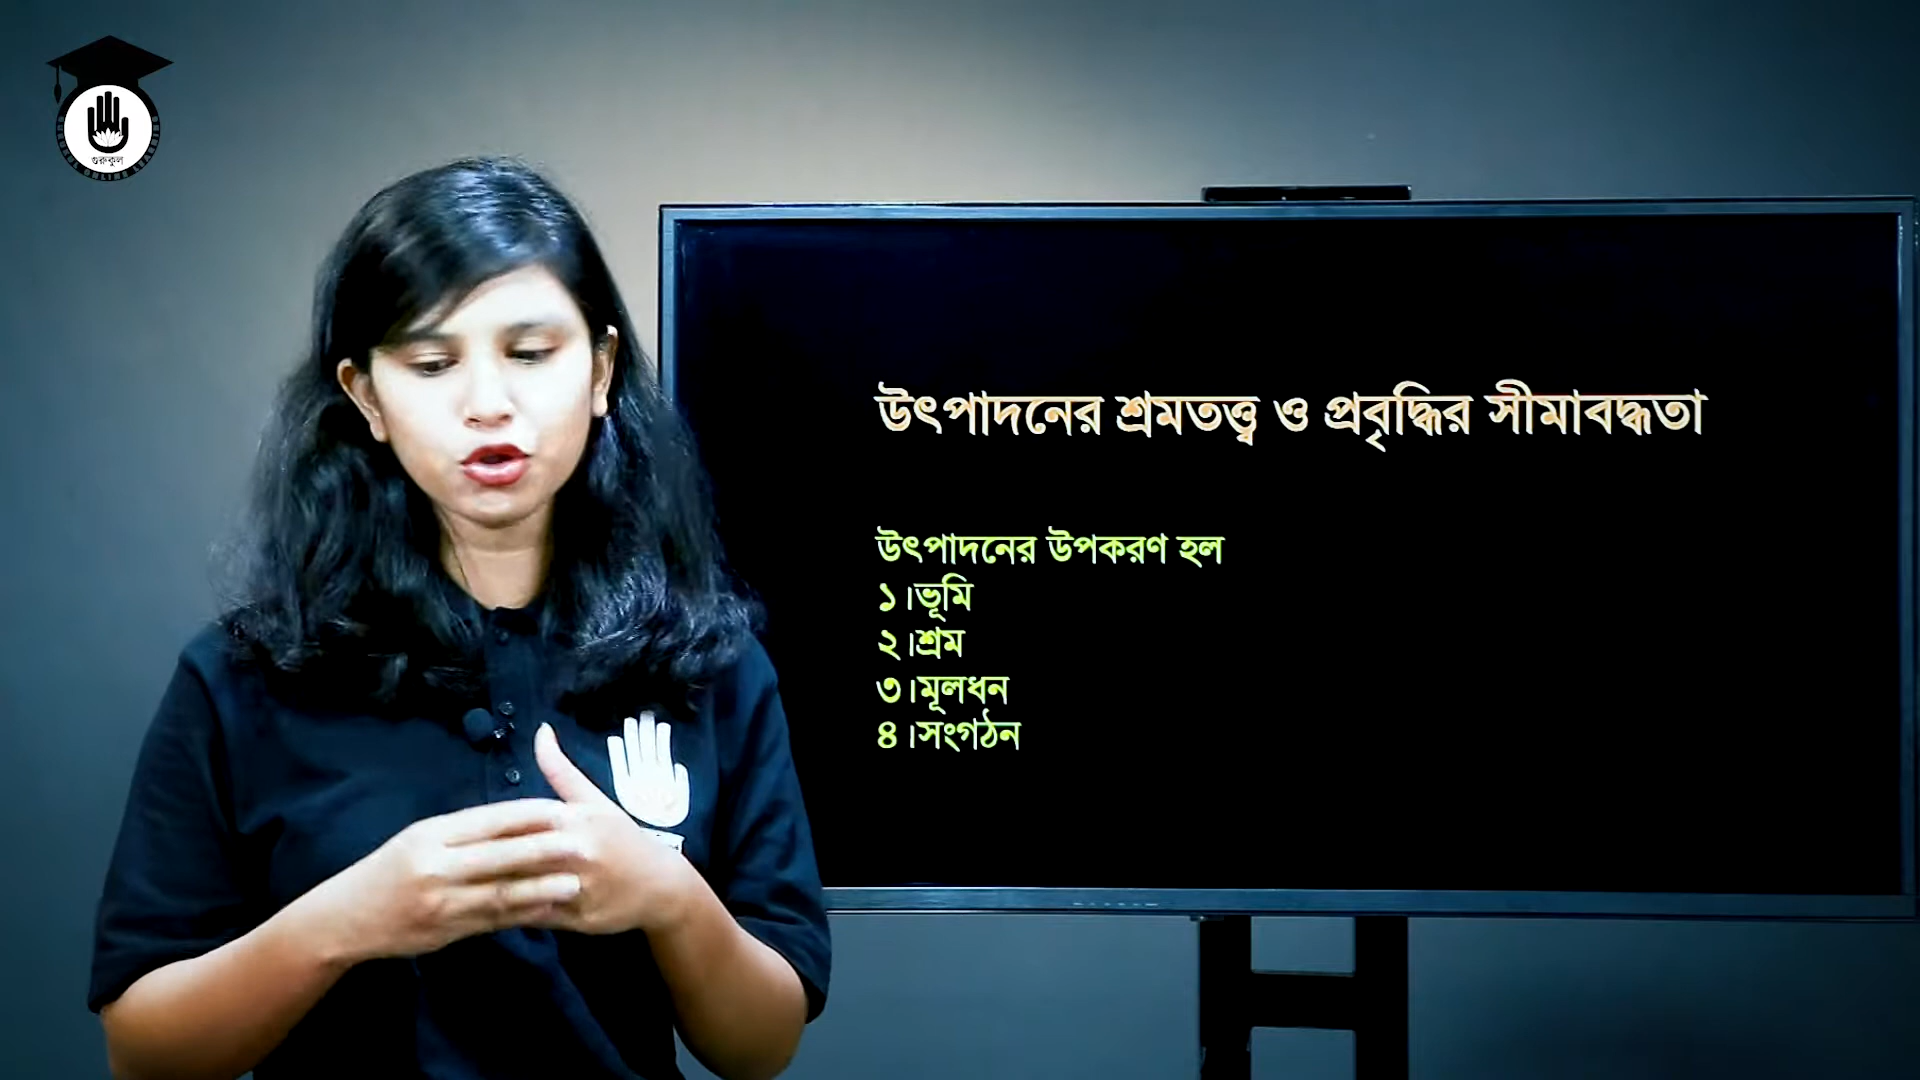 গুরুকুল
উৎপাদনের শ্রমতত্ত্ব ও প্রবৃদ্ধির সীমাবদ্ধতা
উৎপাদনের উপকরণ হল
১।ভূমি
২।শ্রম
৩।মূলধন
৪।সংগঠন